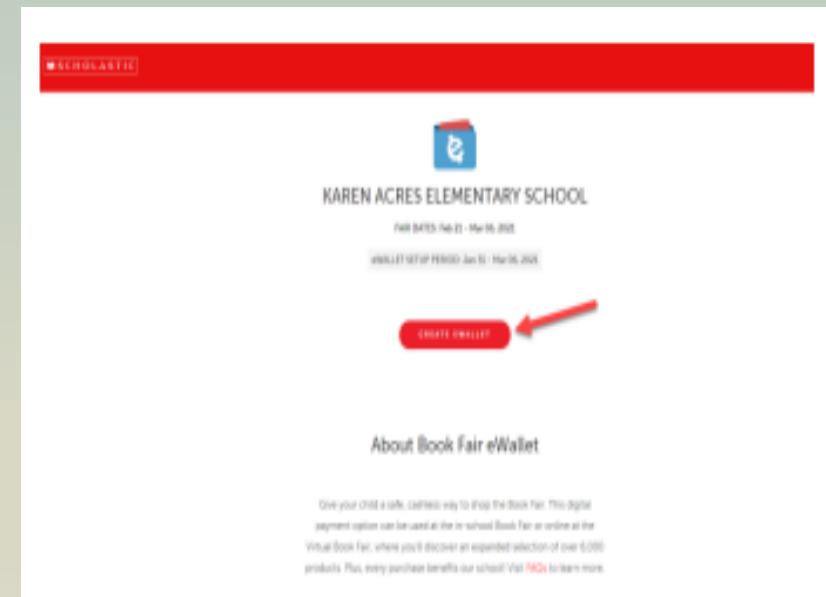 SCHOLASTIC
KAREN ACRES ELEMENTARY SCHOOL
FAIR DATES: Feb 21 - Mar 06, 2021
eWALLET SETUP PERIOD: Jan 31 - Mar 06, 2021
CREATE EWALLET
About Book Fair eWallet
Give your child a safe, cashless way to shop the Book Fair. This digital
payment option can be used at the in-school Book Fair or online at the
Virtual Book Fair, where you'll discover an expanded selection of over 6,000
products. Plus, every purchase benefits our school! Visit FAQs to learn more.